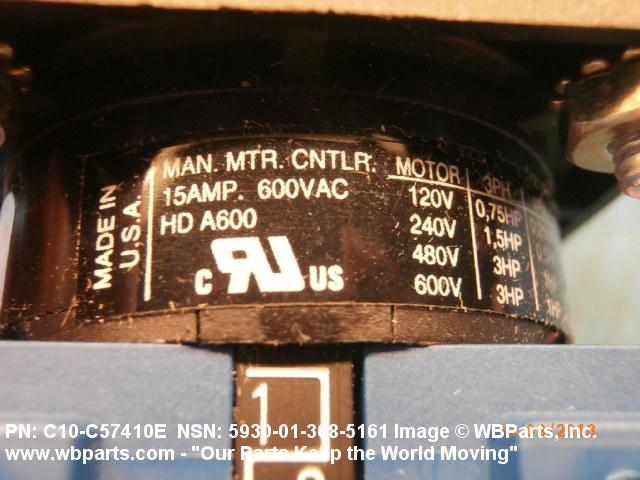 MADE IN
U.S.A.
MAN. MTR. CNTLR.
15AMP. 600VAC
HD A600
C RU US
MOTOR 3PH
120V 0,75HP
240V 1,5HP
480V 3HP
600V 3HP
1
PN: C10-C57410E NSN: 5930-01-368-5161 Image © WBParts, Inc.
www.wbparts.com - "Our Parts Keep the World Moving"